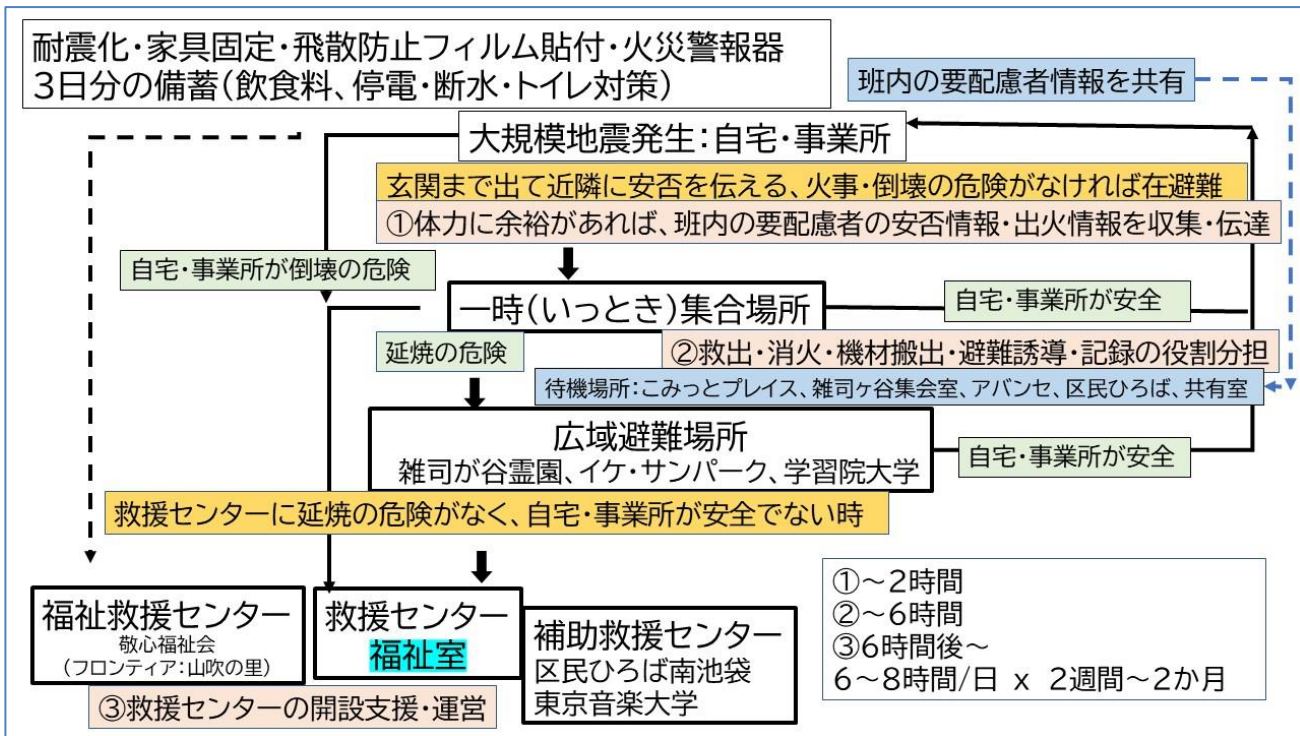 耐震化・家具固定・飛散防止フィルム貼付・火災警報器
3日分の備蓄(飲食料、停電・断水・トイレ対策)
班内の要配慮者情報を共有
大規模地震発生:自宅・事業所
玄関まで出て近隣に安否を伝える、火事・倒壊の危険がなければ在避難
①体力に余裕があれば、班内の要配慮者の安否情報・出火情報を収集・伝達
自宅・事業所が倒壊の危険
一時(いっとき)集合場所
自宅・事業所が安全
延焼の危険
②救出・消火・機材搬出・避難誘導・記録の役割分担
待機場所:こみっとプレイス、雑司ヶ谷集会室、アバンセ、区民ひろば、共有室
広域避難場所
雑司が谷霊園、イケ・サンパーク、学習院大学
自宅・事業所が安全
救援センターに延焼の危険がなく、自宅・事業所が安全でない時
福祉救援センター
敬心福祉会
(フロンティア:山吹の里)
救援センター
福祉室
補助救援センター
区民ひろば南池袋
東京音楽大学
③救援センターの開設支援・運営
①~2時間
②~6時間
③6時間後~
6~8時間/日 x 2週間~2か月